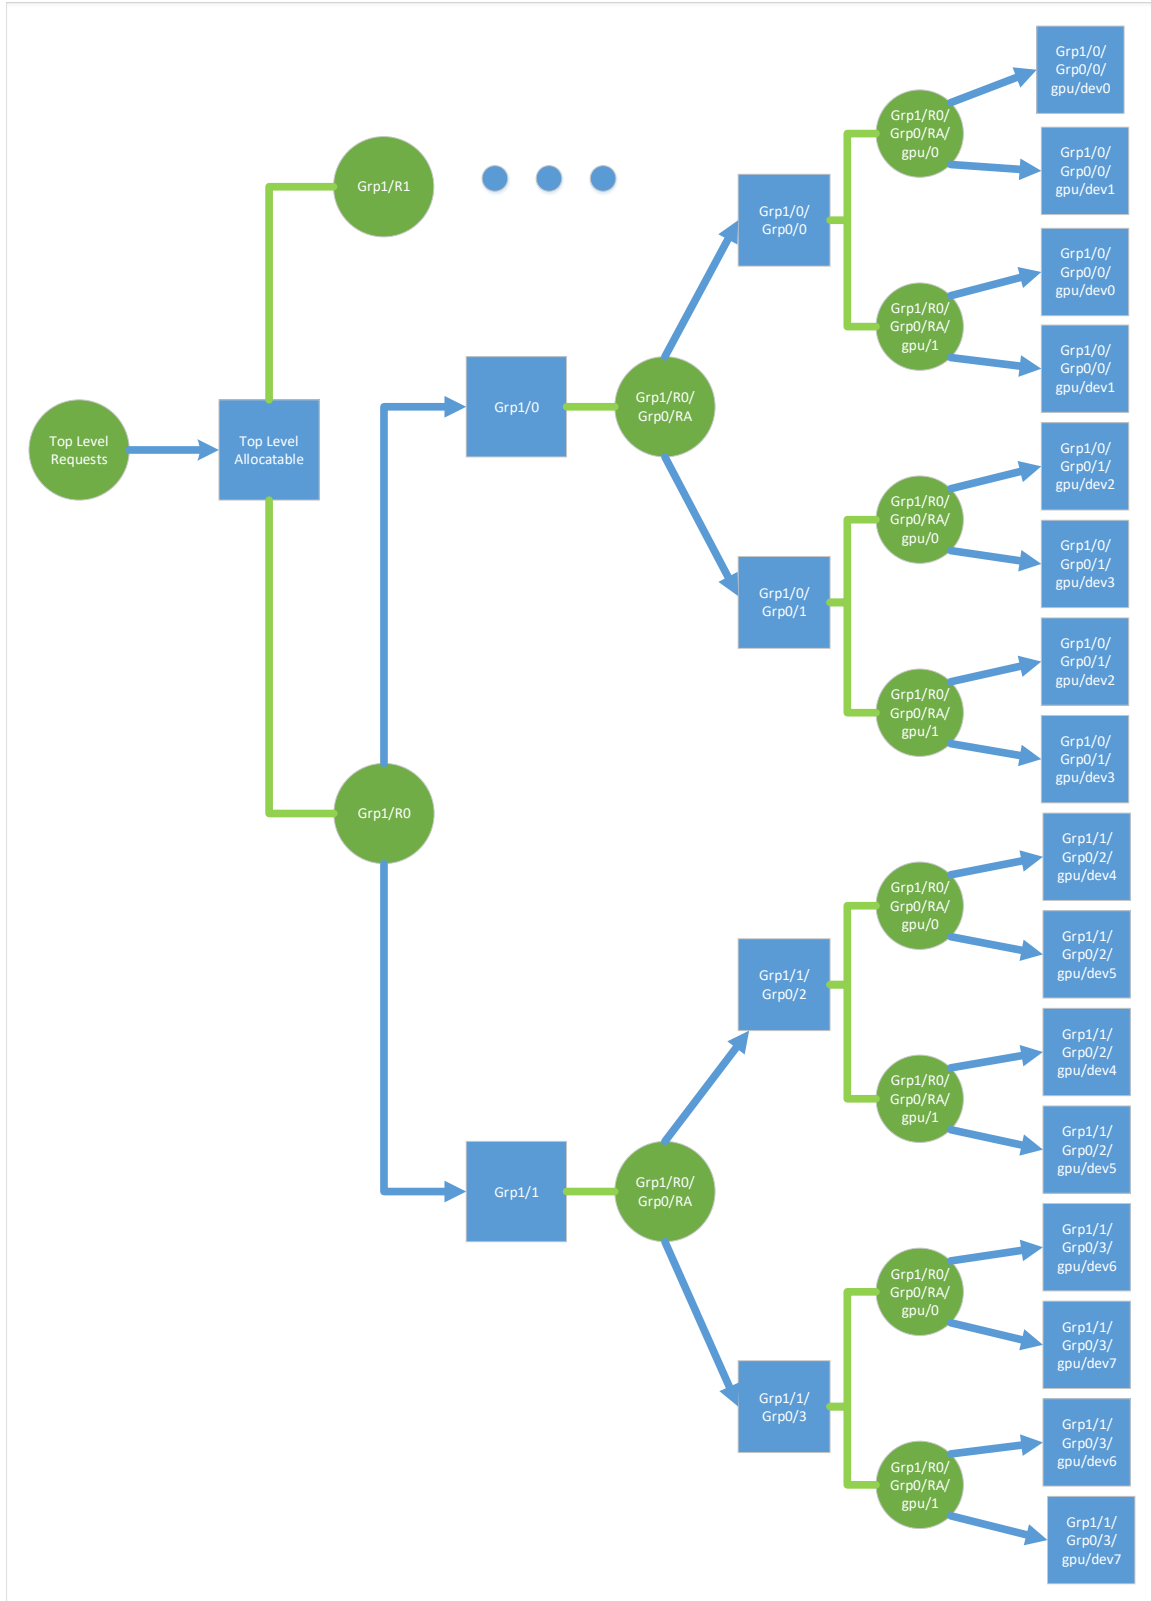 Top Level
Requests
Top Level
Allocatable
Grp1/R1
Grp1/R0
Grp1/0
Grp1/R0/
Grp0/RA
Grp1/0/
Grp0/0
Grp1/R0/
Grp0/RA/
gpu/0
Grp1/0/
Grp0/0/
gpu/dev0
Grp1/0/
Grp0/0/
gpu/dev1
Grp1/R0/
Grp0/RA/
gpu/1
Grp1/0/
Grp0/0/
gpu/dev0
Grp1/0/
Grp0/0/
gpu/dev1
Grp1/0/
Grp0/1
Grp1/R0/
Grp0/RA/
gpu/0
Grp1/0/
Grp0/1/
gpu/dev2
Grp1/0/
Grp0/1/
gpu/dev3
Grp1/R0/
Grp0/RA/
gpu/1
Grp1/0/
Grp0/1/
gpu/dev2
Grp1/0/
Grp0/1/
gpu/dev3
Grp1/1
Grp1/R0/
Grp0/RA
Grp1/1/
Grp0/2
Grp1/R0/
Grp0/RA/
gpu/0
Grp1/1/
Grp0/2/
gpu/dev4
Grp1/1/
Grp0/2/
gpu/dev5
Grp1/R0/
Grp0/RA/
gpu/1
Grp1/1/
Grp0/2/
gpu/dev4
Grp1/1/
Grp0/2/
gpu/dev5
Grp1/1/
Grp0/3
Grp1/R0/
Grp0/RA/
gpu/0
Grp1/1/
Grp0/3/
gpu/dev6
Grp1/1/
Grp0/3/
gpu/dev7
Grp1/R0/
Grp0/RA/
gpu/1
Grp1/1/
Grp0/3/
gpu/dev6
Grp1/1/
Grp0/3/
gpu/dev7